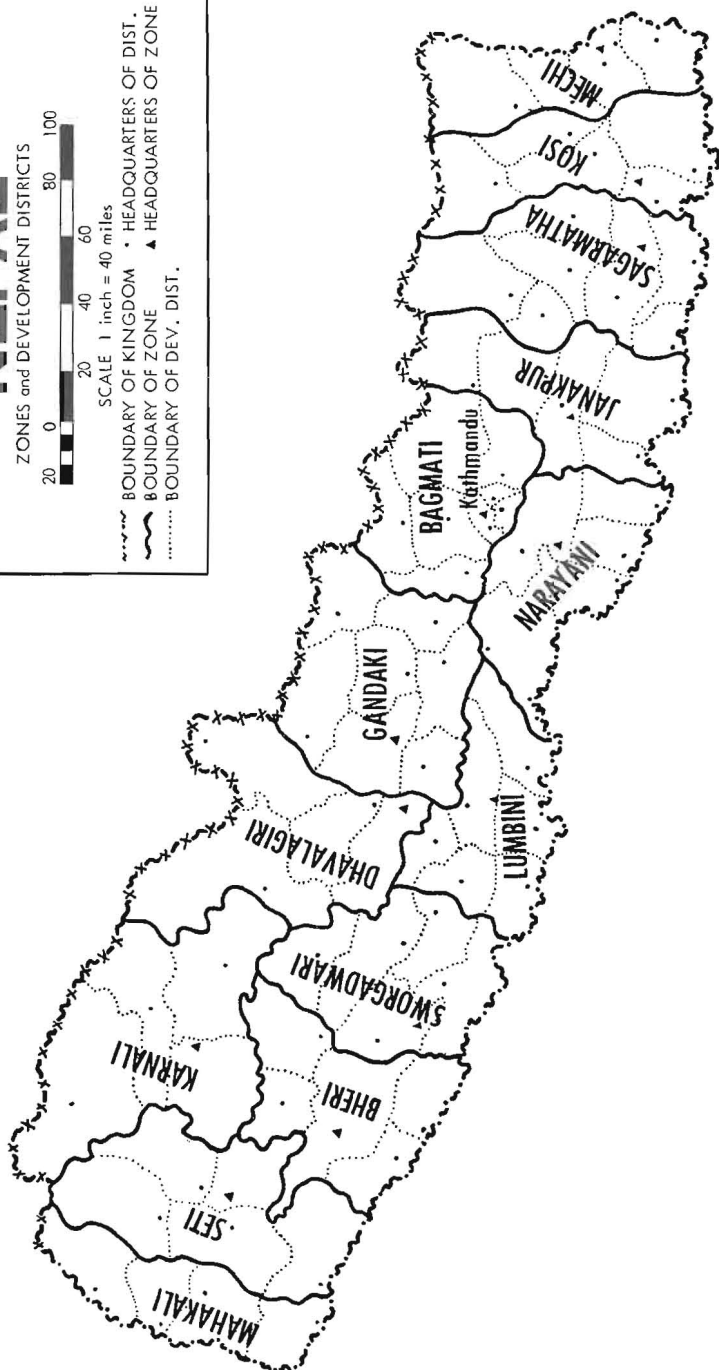 ZONES and DEVELOPMENT DISTRICTS
20 0 20 40 60 80 100
SCALE 1 inch = 40 miles
BOUNDARY OF KINGDOM • HEADQUARTERS OF DIST.
BOUNDARY OF ZONE ▲ HEADQUARTERS OF ZONE
BOUNDARY OF DEV. DIST.
MAHAKALI
SETI
KARNALI
BHERI
SWORGADWARI
DHAVALAGIRI
LUMBINI
GANDAKI
NARAYANI
BAGMATI
Kathmandu
JANAKPUR
SAGARMATHA
KOSI
MECHI